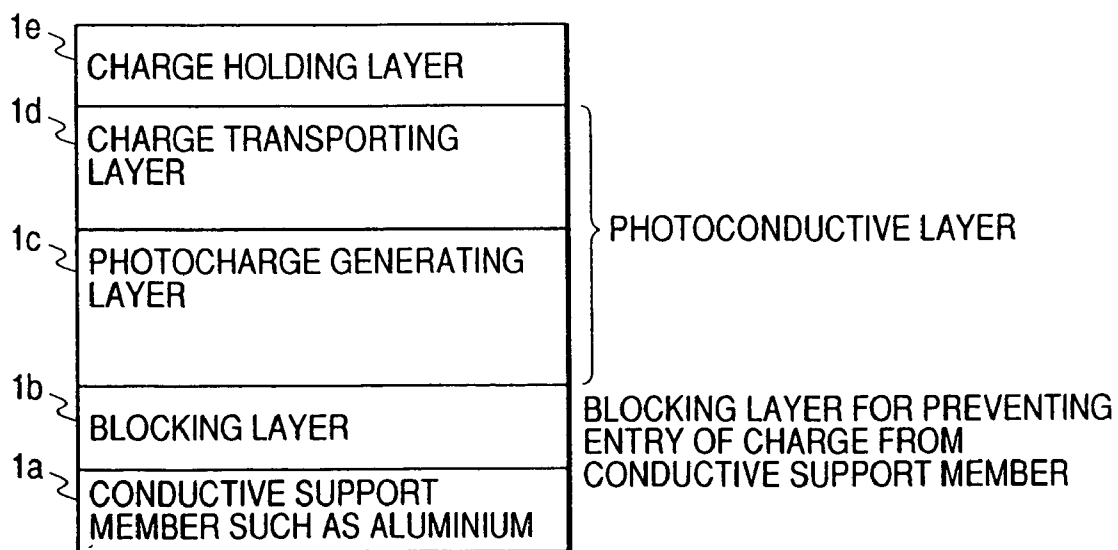 1e
CHARGE HOLDING LAYER
1d
CHARGE TRANSPORTING
LAYER
1c
PHOTOCHARGE GENERATING
LAYER
PHOTOCONDUCTIVE LAYER
1b
BLOCKING LAYER
BLOCKING LAYER FOR PREVENTING
ENTRY OF CHARGE FROM
CONDUCTIVE SUPPORT MEMBER
1a
CONDUCTIVE SUPPORT
MEMBER SUCH AS ALUMINIUM